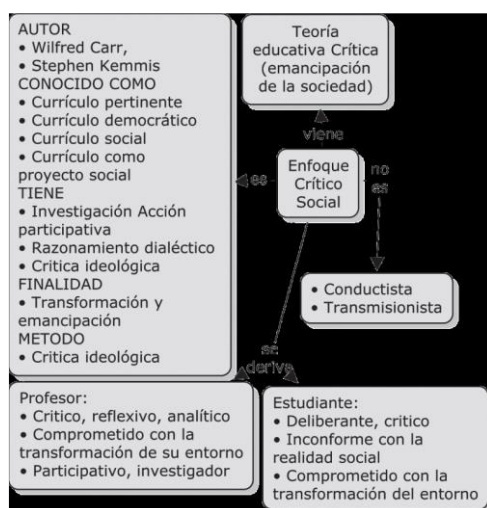 AUTOR
• Wilfred Carr,
• Stephen Kemmis
CONOCIDO COMO
• Currículo pertinente
• Currículo democrático
• Currículo social
• Currículo como
proyecto social
TIENE
• Investigación Acción
participativa
• Razonamiento dialéctico
• Critica ideológica
FINALIDAD
• Transformación y
emancipación
METODO
• Critica ideológica
Teoría
educativa Crítica
(emancipación
de la sociedad)
viene
Enfoque
Crítico
Social
es
no
es
• Conductista
• Transmisionista
se
deriva
Profesor:
• Critico, reflexivo, analítico
• Comprometido con la
transformación de su entorno
• Participativo, investigador
Estudiante:
• Deliberante, critico
• Inconforme con la
realidad social
• Comprometido con la
transformación del entorno